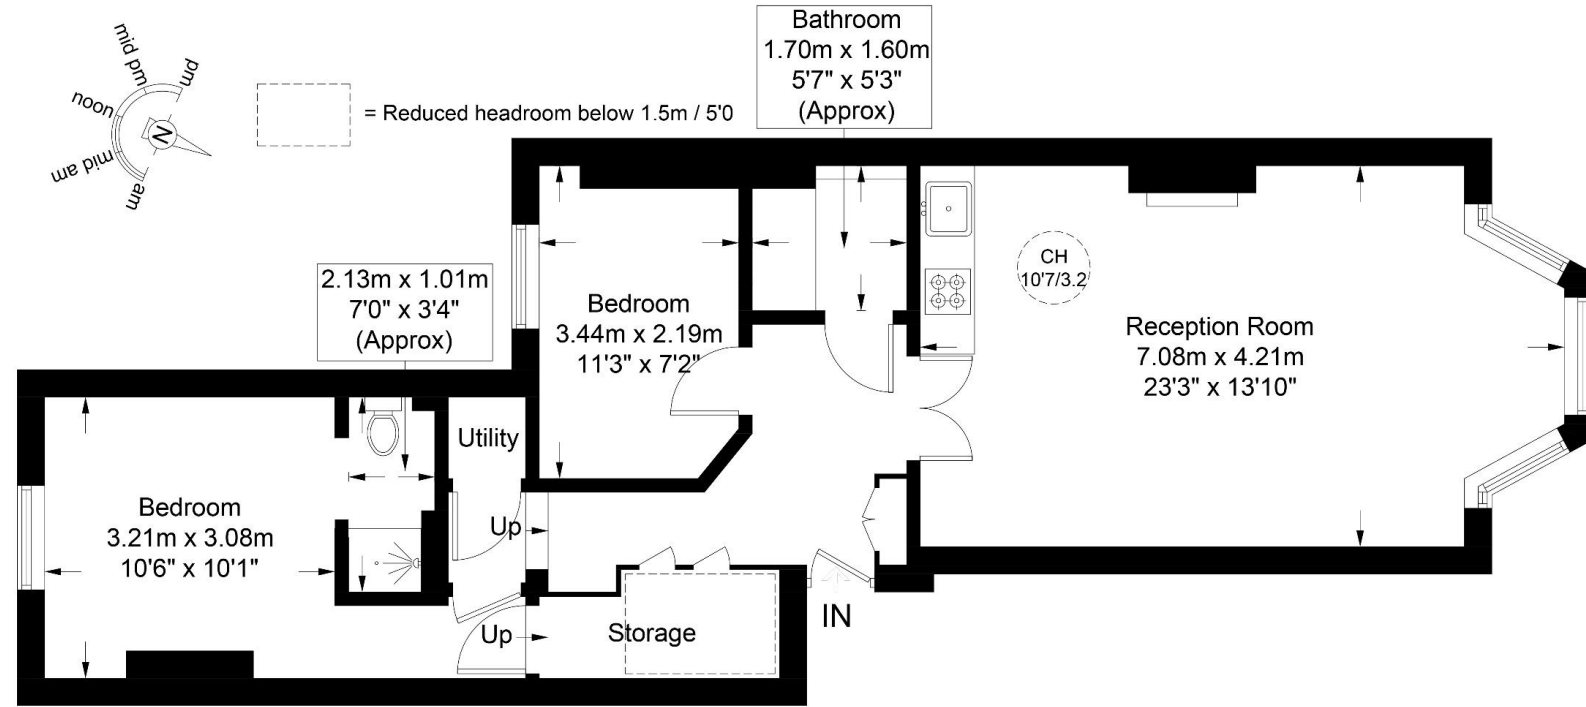 mid pm
pm
noon
N
mid am
am
= Reduced headroom below 1.5m / 5'0
Bathroom
1.70m x 1.60m
5'7" x 5'3"
(Approx)
2.13m x 1.01m
7'0" x 3'4"
(Approx)
Bedroom
3.44m x 2.19m
11'3" x 7'2"
CH
10'7/3.2
Reception Room
7.08m x 4.21m
23'3" x 13'10"
Utility
Bedroom
3.21m x 3.08m
10'6" x 10'1"
Up
Up
Storage
IN